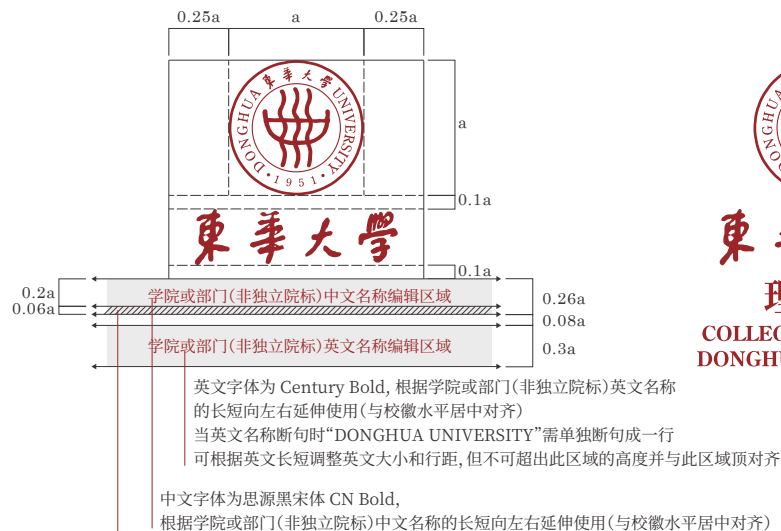 0.25a a 0.25a
東華大學
DONGHUA UNIVERSITY
·1951·
DONGHUA
a
0.1a
東華大學
東
0.1a
0.2a
0.06a
学院或部门(非独立院标)中文名称编辑区域
0.26a
0.08a
学院或部门(非独立院标)英文名称编辑区域
0.3a
COLLEC
DONGHU
英文字体为 Century Bold, 根据学院或部门(非独立院标)英文名称
的长短向左右延伸使用(与校徽水平居中对齐)
当英文名称断句时“DONGHUA UNIVERSITY”需单独断句成一行
可根据英文长短调整英文大小和行距,但不可超出此区域的高度并与此区域顶对齐
中文字体为思源黑宋体 CN Bold,
根据学院或部门(非独立院标)中文名称的长短向左右延伸使用(与校徽水平居中对齐)